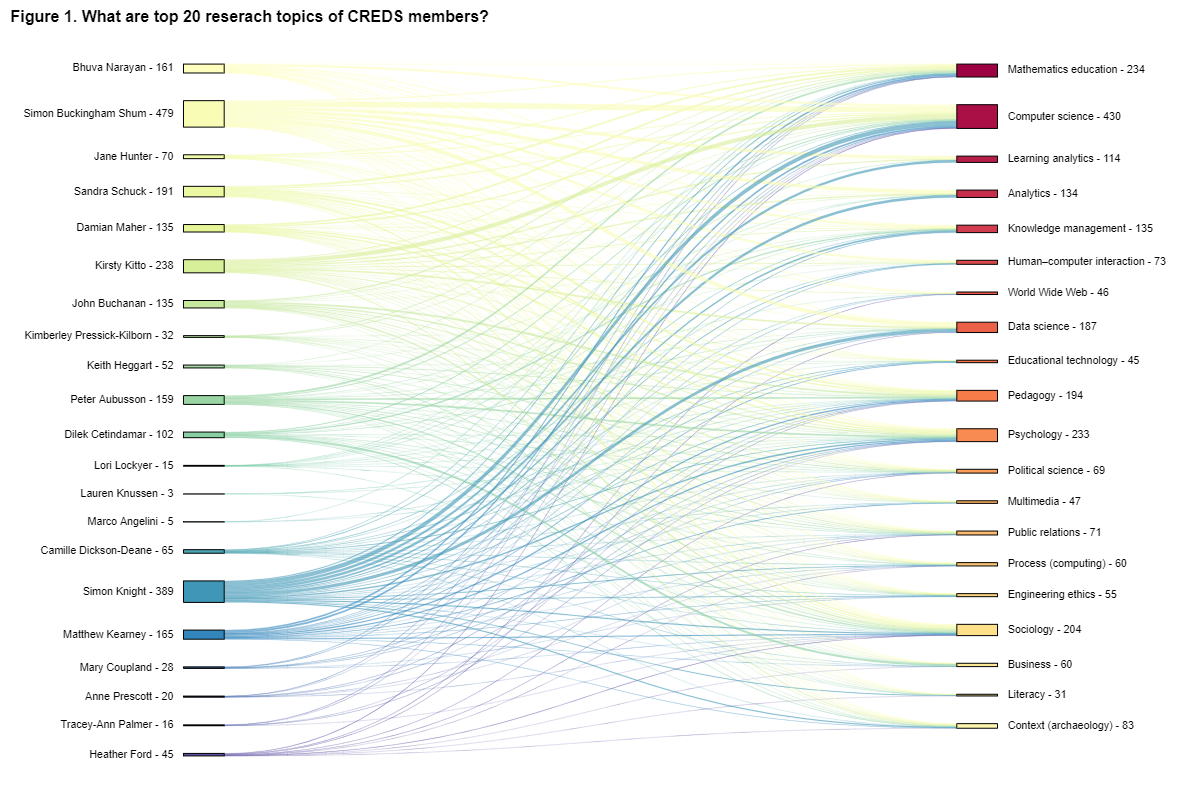 Figure 1. What are top 20 reserach topics of CREDS members?
Bhuva Narayan - 161
Simon Buckingham Shum - 479
Jane Hunter - 70
Sandra Schuck - 191
Damian Maher - 135
Kirsty Kitto - 238
John Buchanan - 135
Kimberley Pressick-Kilborn - 32
Keith Heggart - 52
Peter Aubusson - 159
Dilek Cetindamar - 102
Lori Lockyer - 15
Lauren Knussen - 3
Marco Angelini - 5
Camille Dickson-Deane - 65
Simon Knight - 389
Matthew Kearney - 165
Mary Coupland - 28
Anne Prescott - 20
Tracey-Ann Palmer - 16
Heather Ford - 45
Mathematics education - 234
Computer science - 430
Learning analytics - 114
Analytics - 134
Knowledge management - 135
Human–computer interaction - 73
World Wide Web - 46
Data science - 187
Educational technology - 45
Pedagogy - 194
Psychology - 233
Political science - 69
Multimedia - 47
Public relations - 71
Process (computing) - 60
Engineering ethics - 55
Sociology - 204
Business - 60
Literacy - 31
Context (archaeology) - 83